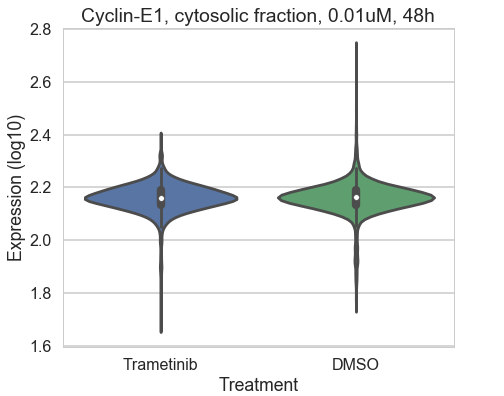 Cyclin-E1, cytosolic fraction, 0.01uM, 48h
2.8
2.6
2.4
2.2
2.0
1.8
1.6
Expression (log10)
Trametinib
DMSO
Treatment